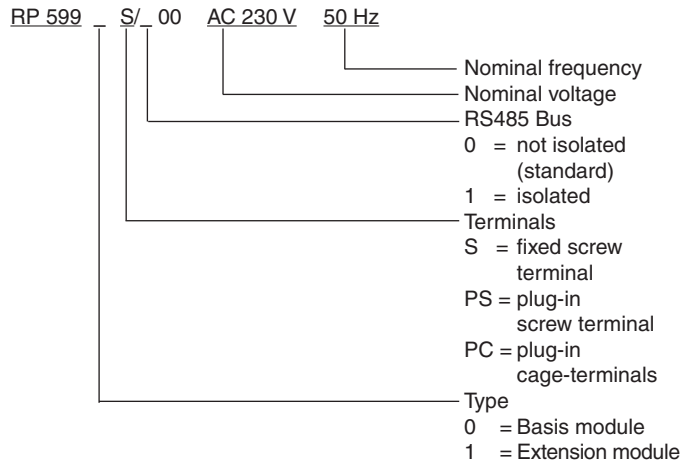 RP 599 _ S/_ 00 AC 230 V 50 Hz
Nominal frequency
Nominal voltage
RS485 Bus
0 = not isolated
(standard)
1 = isolated
Terminals
S = fixed screw
terminal
PS = plug-in
screw terminal
PC = plug-in
cage-terminals
Type
0 = Basis module
1 = Extension module